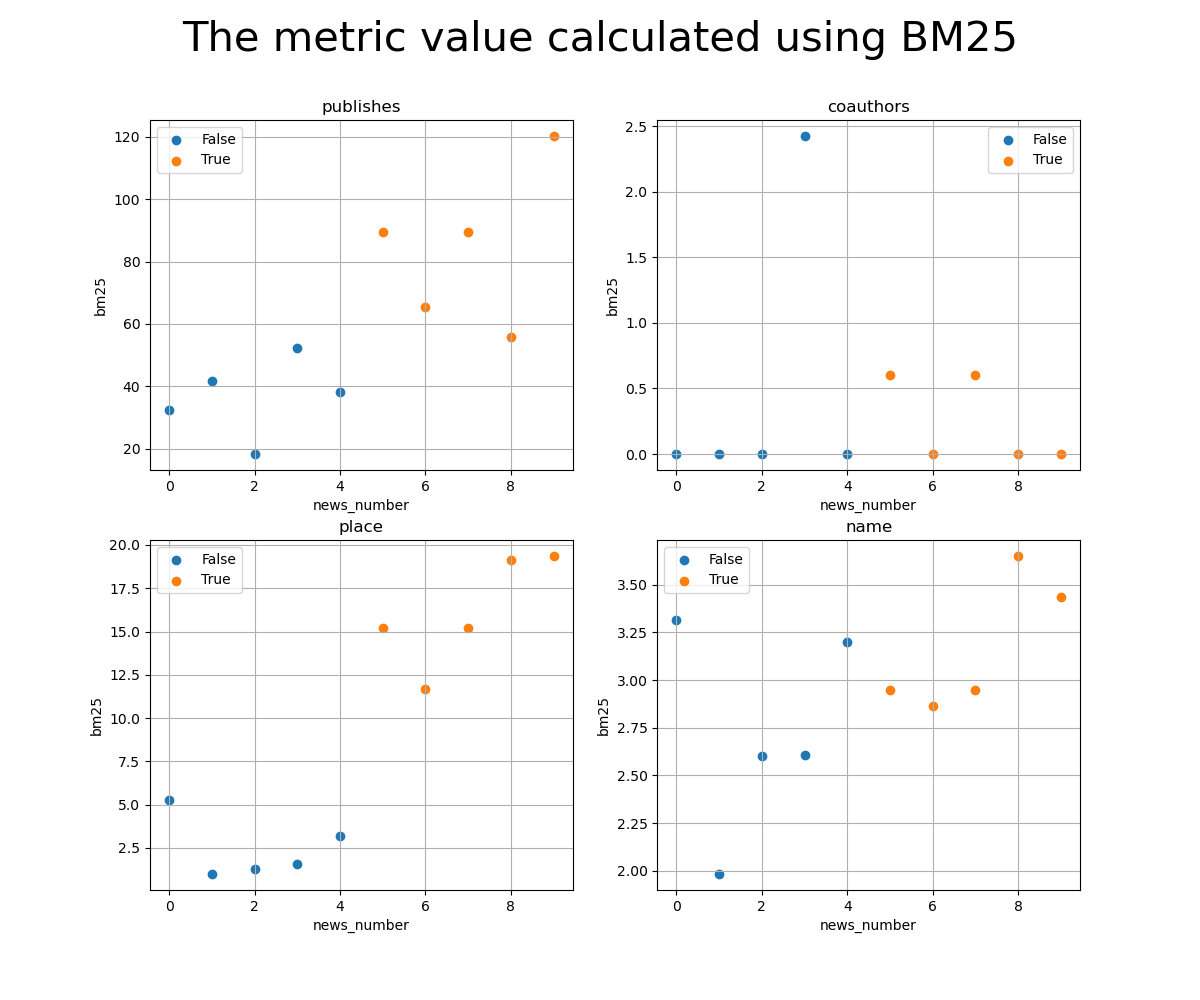 The metric value calculated using BM25
publishes
False
True
120
100
80
60
40
20
bm25
0 2 4 6 8
news_number
coauthors
False
True
2.5
2.0
1.5
1.0
0.5
0.0
bm25
0 2 4 6 8
news_number
place
False
True
20.0
17.5
15.0
12.5
10.0
7.5
5.0
2.5
bm25
0 2 4 6 8
news_number
name
False
True
3.50
3.25
3.00
2.75
2.50
2.25
2.00
bm25
0 2 4 6 8
news_number